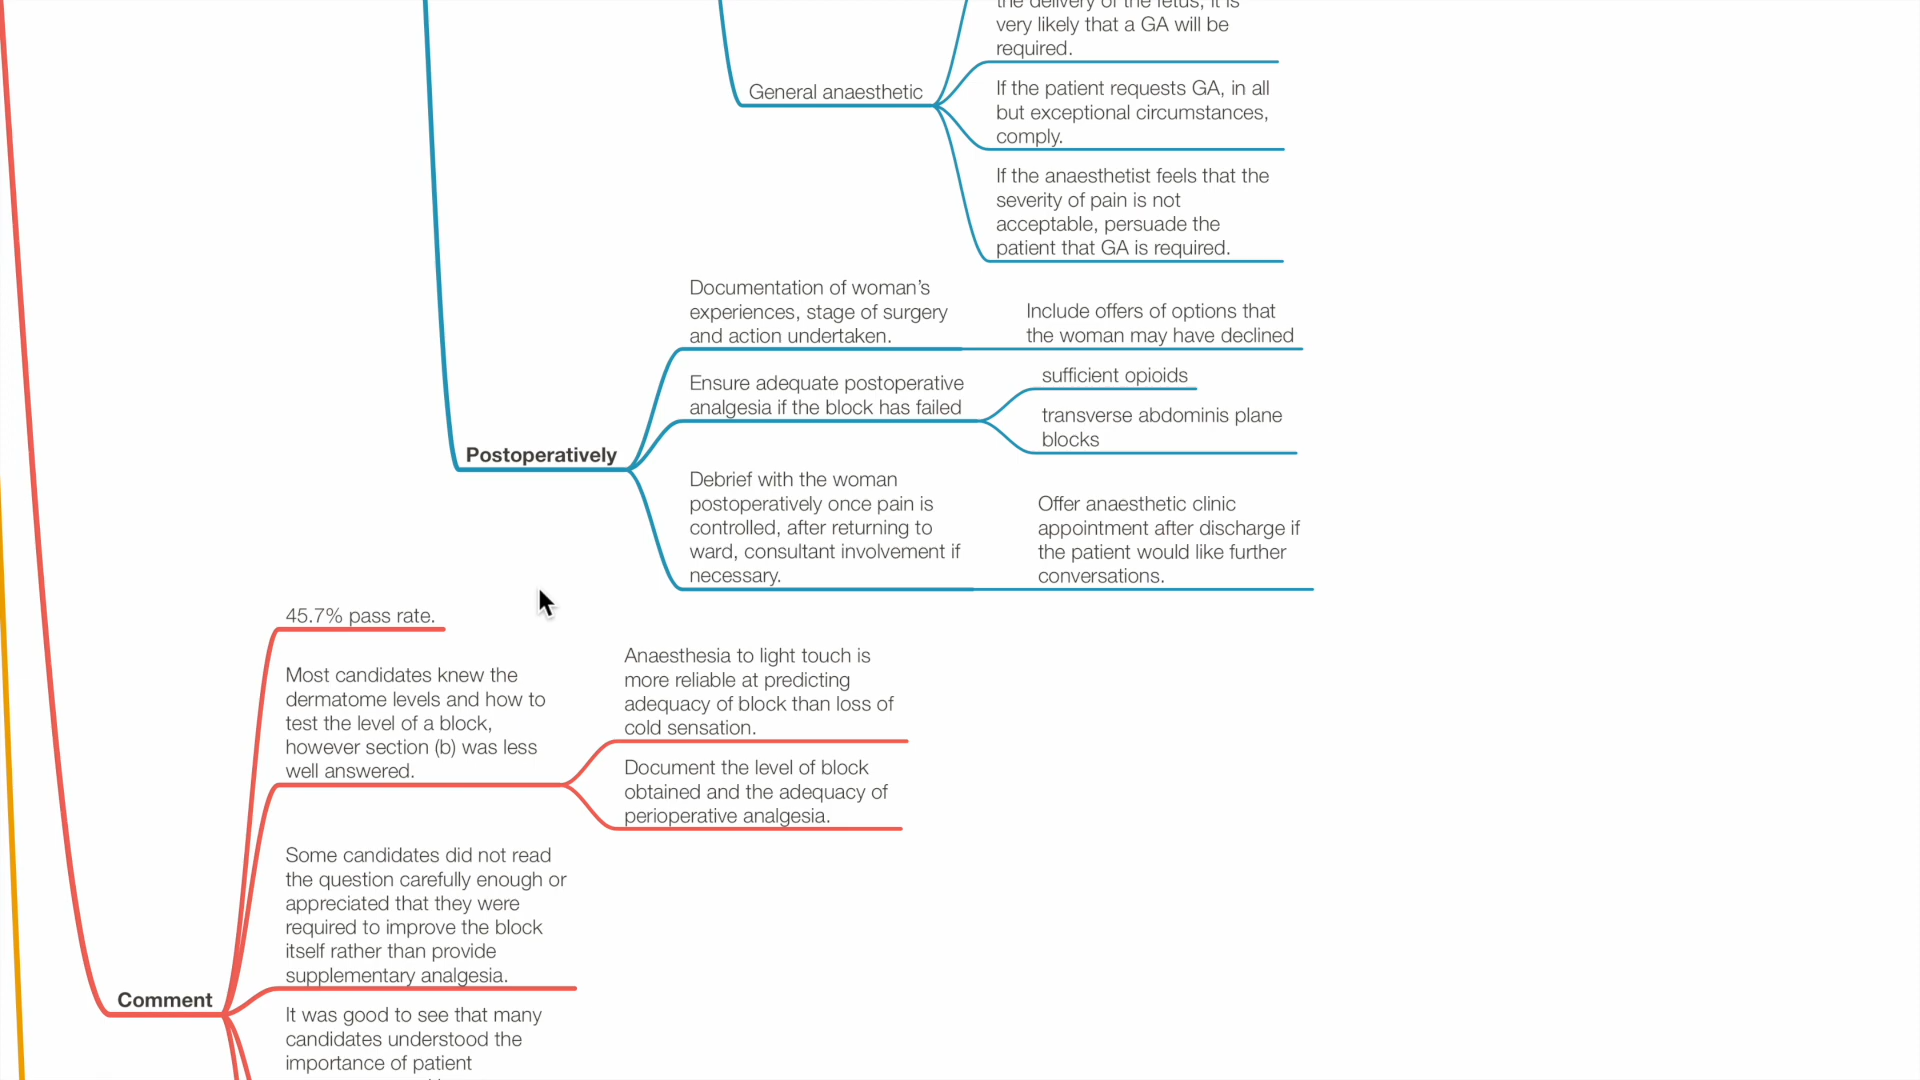 the delivery of the fetus, it is
very likely that a GA will be
required.
General anaesthetic
If the patient requests GA, in all
but exceptional circumstances,
comply.
If the anaesthetist feels that the
severity of pain is not
acceptable, persuade the
patient that GA is required.
Documentation of woman’s
experiences, stage of surgery
and action undertaken.
Include offers of options that
the woman may have declined
Ensure adequate postoperative
analgesia if the block has failed
sufficient opioids
transverse abdominis plane
blocks
Postoperatively
Debrief with the woman
postoperatively once pain is
controlled, after returning to
ward, consultant involvement if
necessary.
Offer anaesthetic clinic
appointment after discharge if
the patient would like further
conversations.
45.7% pass rate.
Most candidates knew the
dermatome levels and how to
test the level of a block,
however section (b) was less
well answered.
Anaesthesia to light touch is
more reliable at predicting
adequacy of block than loss of
cold sensation.
Document the level of block
obtained and the adequacy of
perioperative analgesia.
Some candidates did not read
the question carefully enough or
appreciated that they were
required to improve the block
itself rather than provide
supplementary analgesia.
Comment
It was good to see that many
candidates understood the
importance of patient